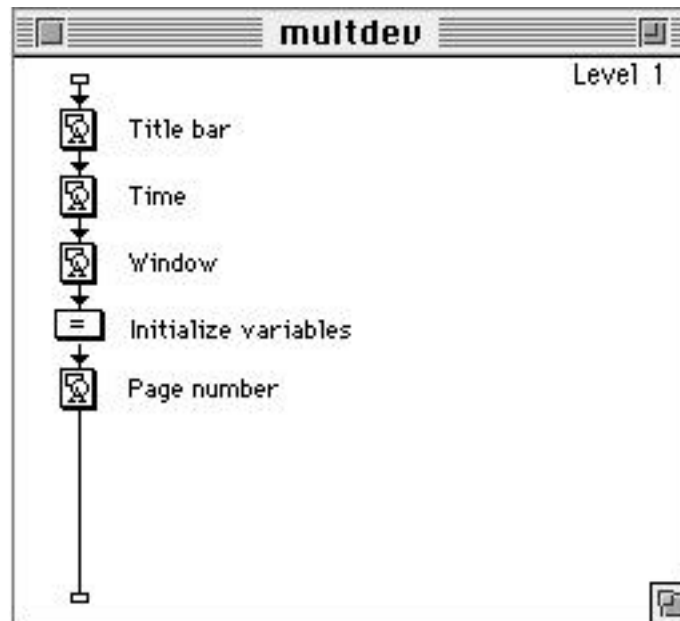 multdev
Level 1
Title bar
Time
Window
= Initialize variables
Page number